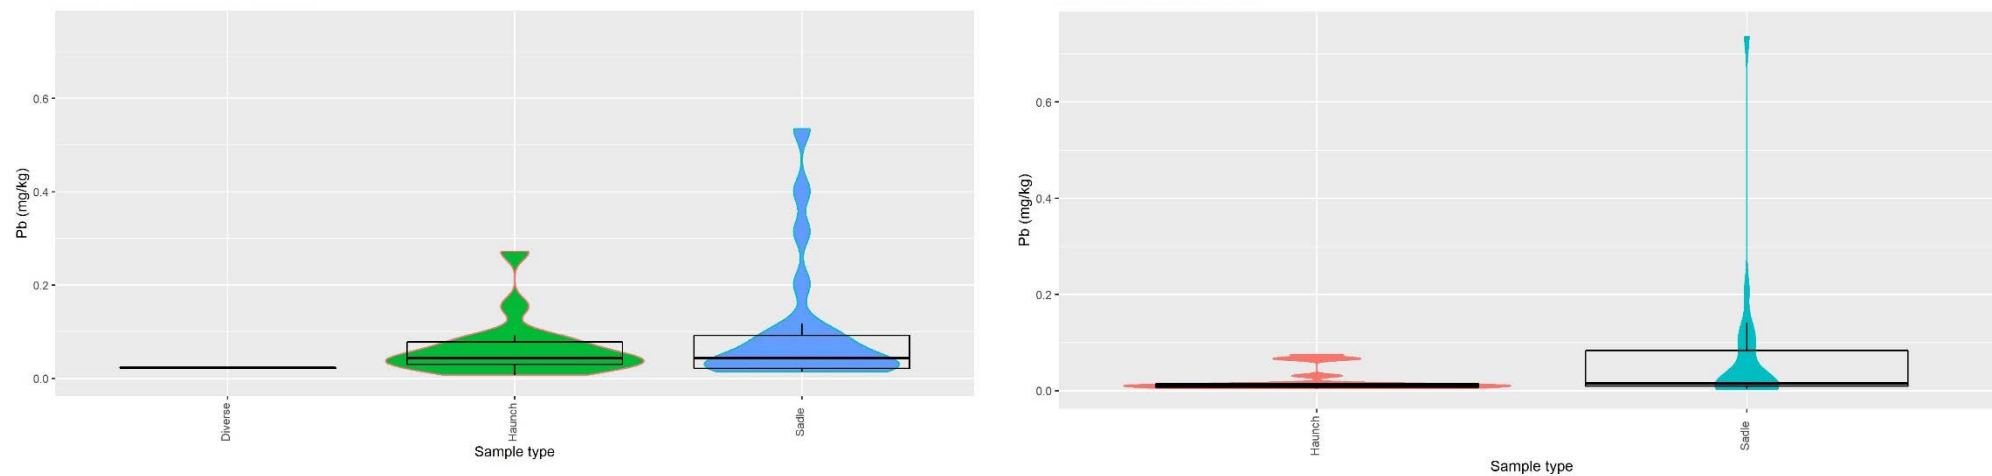 Pb (mg/kg)
0.6
0.4
0.2
0.0
Diverse
Haunch
Sadle
Sample type
Pb (mg/kg)
0.6
0.4
0.2
0.0
Haunch
Sadle
Sample type